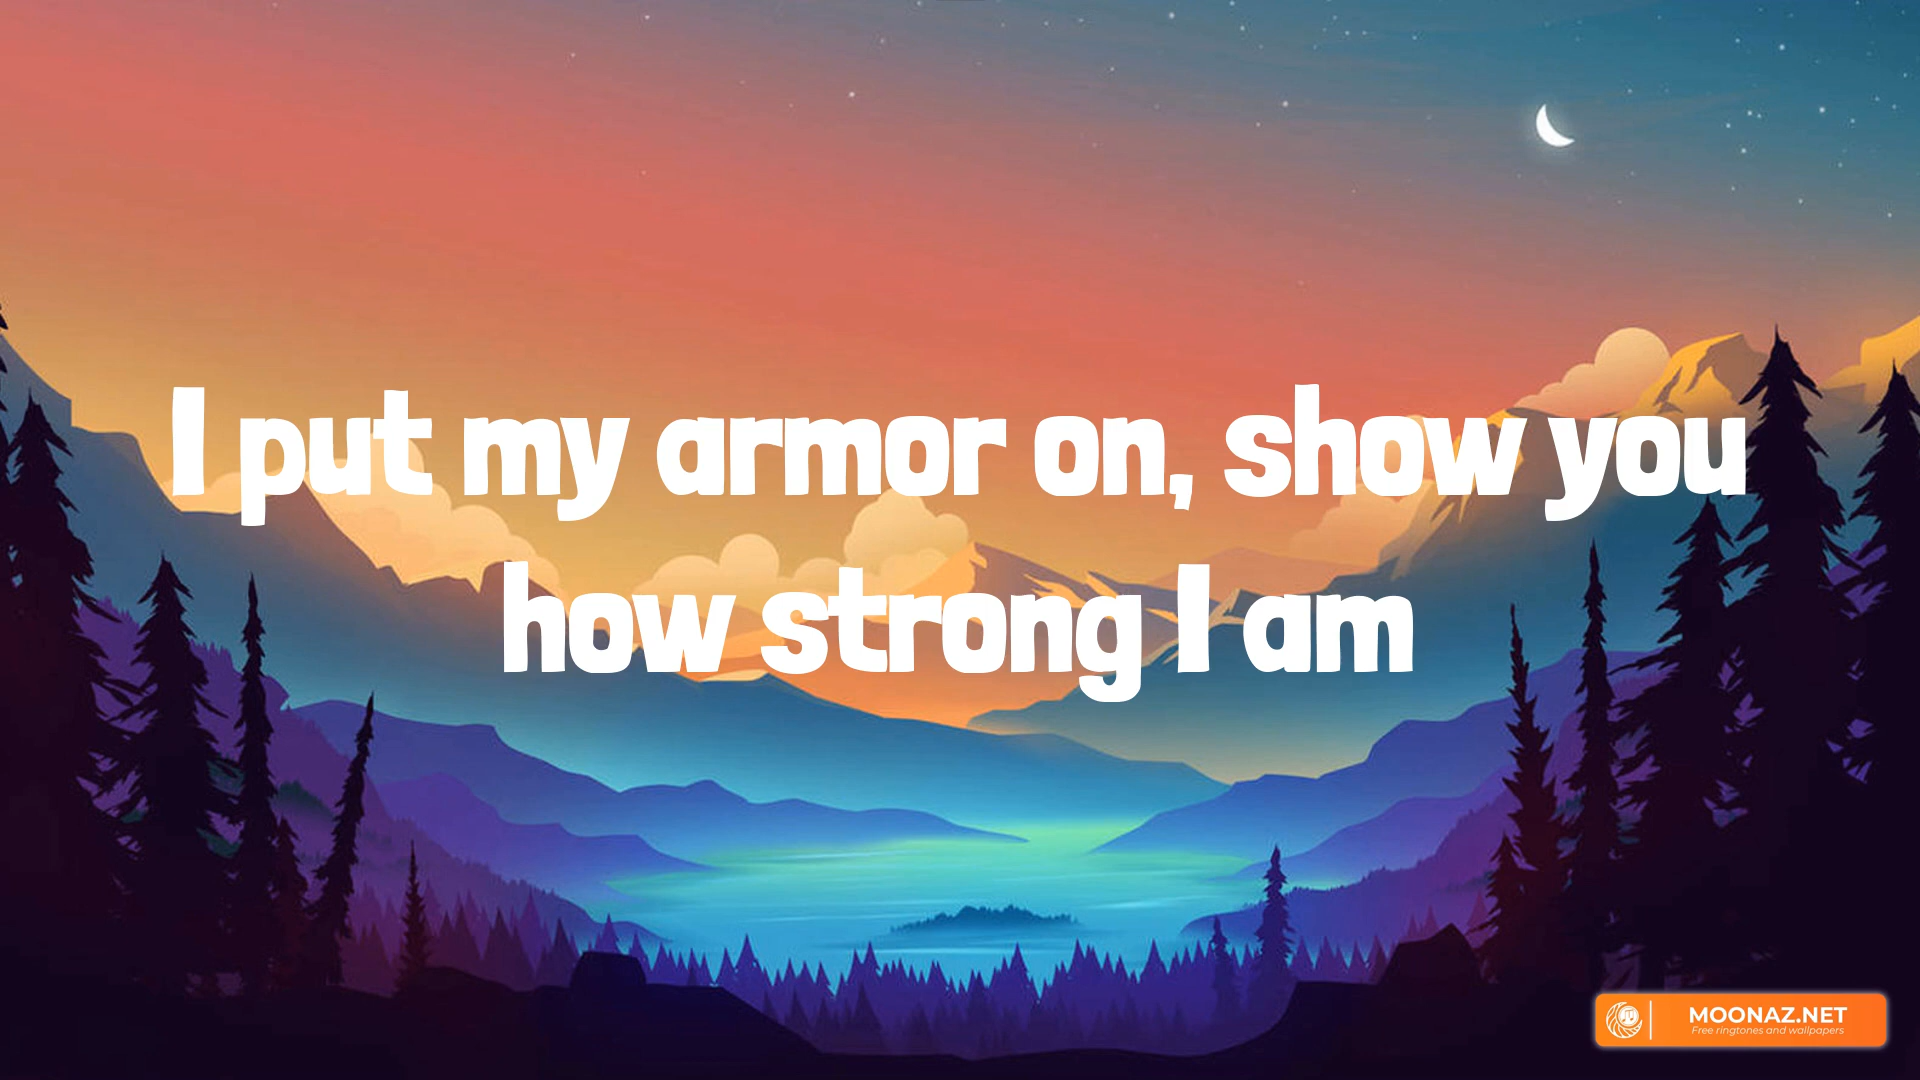 I put my armor on, show you
how strong I am
MOONAZ.NET
Free ringtones and wallpapers